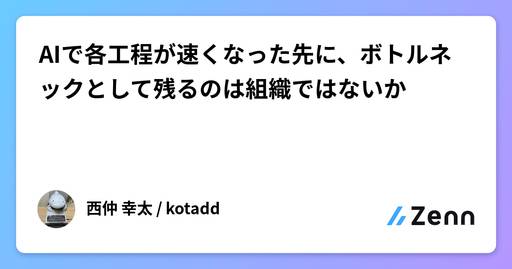 AIで各工程が速くなった先に、ボトルネ
ックとして残るのは組織ではないか
西仲 幸太 / kotadd
Zenn